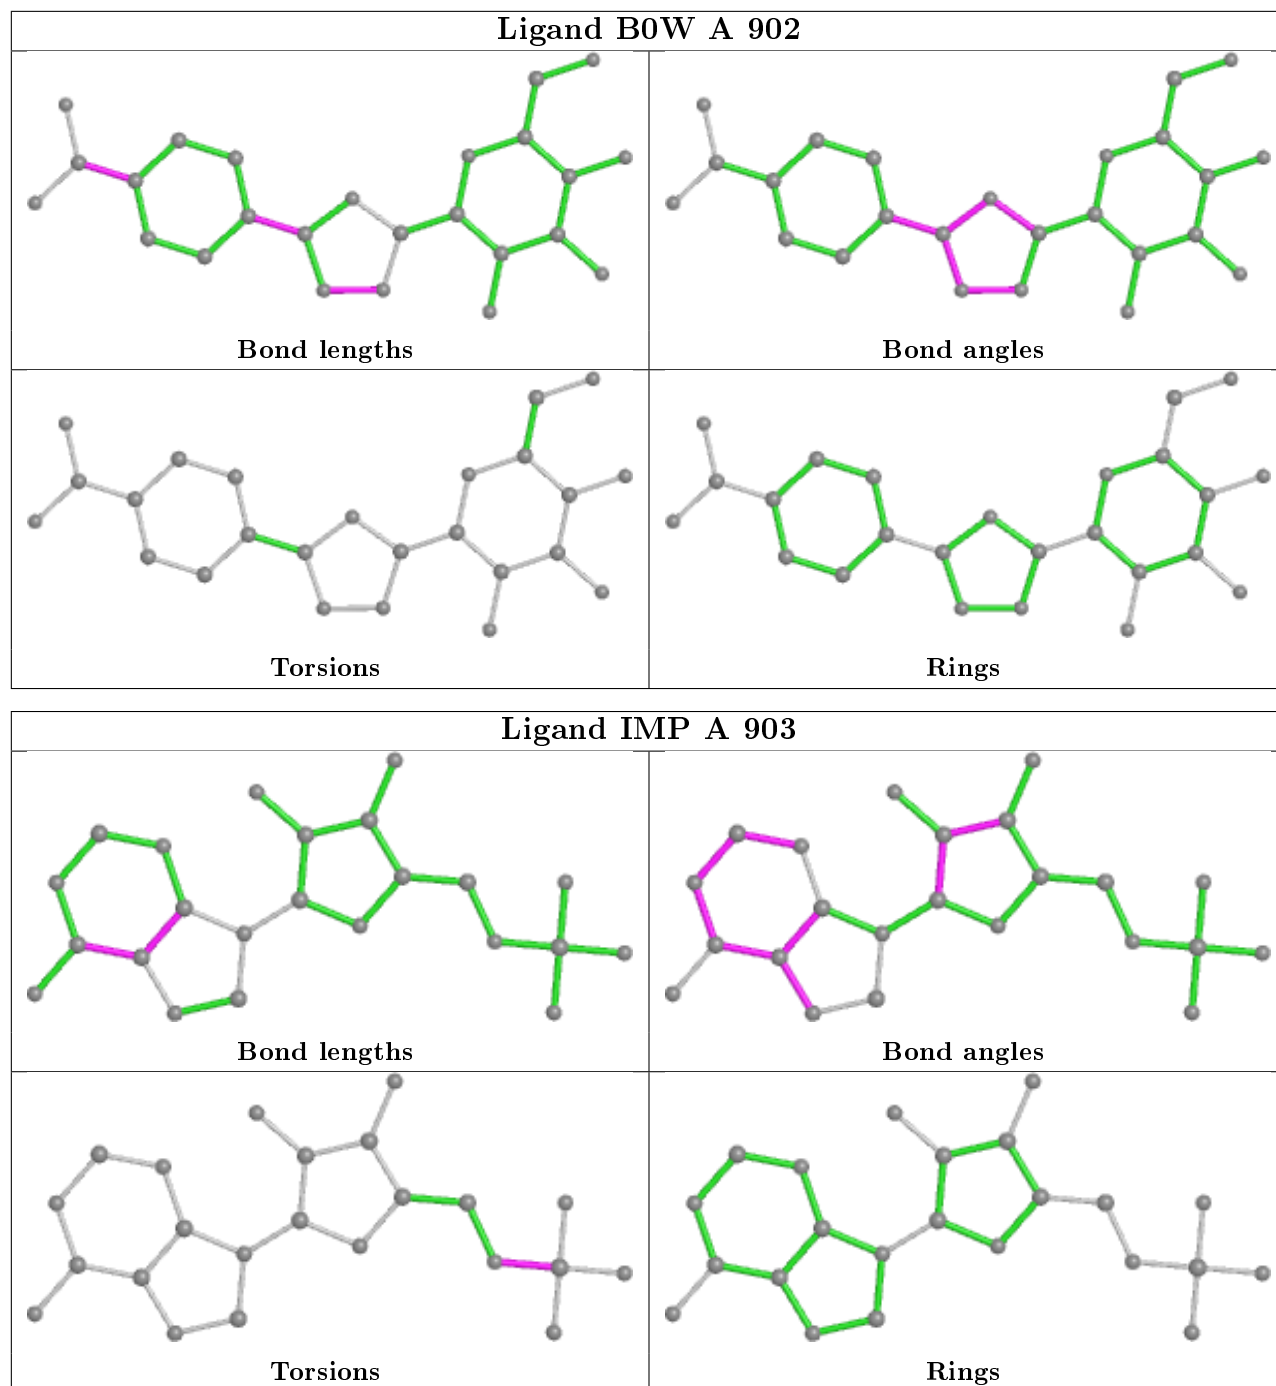 Ligand B0W A 902
Bond lengths
Bond angles
Torsions
Rings
Ligand IMP A 903
Bond lengths
Bond angles
Torsions
Rings